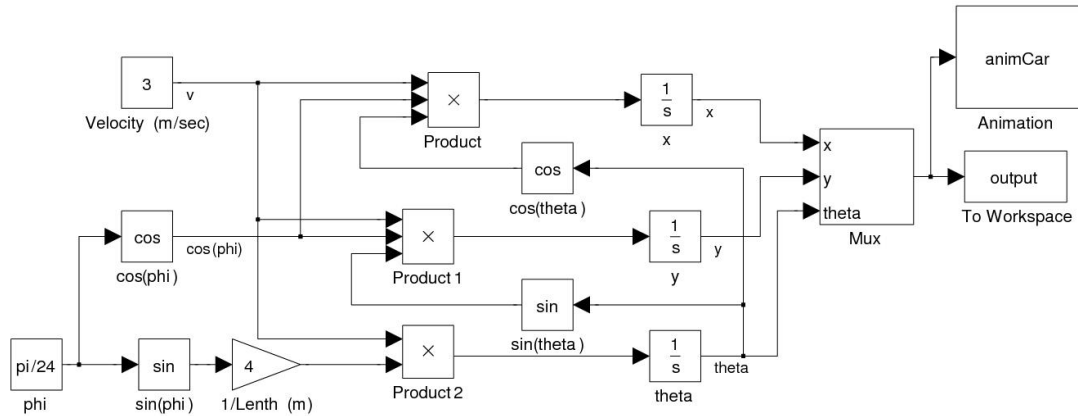 animCar
Animation
3
v
Velocity (m/sec)
×
Product
1
s
x
x
x
y
theta
Mux
output
To Workspace
cos
cos(theta)
cos
cos(phi)
cos(phi)
×
Product 1
1
s
y
y
sin
sin(theta)
pi/24
phi
sin
sin(phi)
4
1/Lenth (m)
×
Product 2
1
s
theta
theta